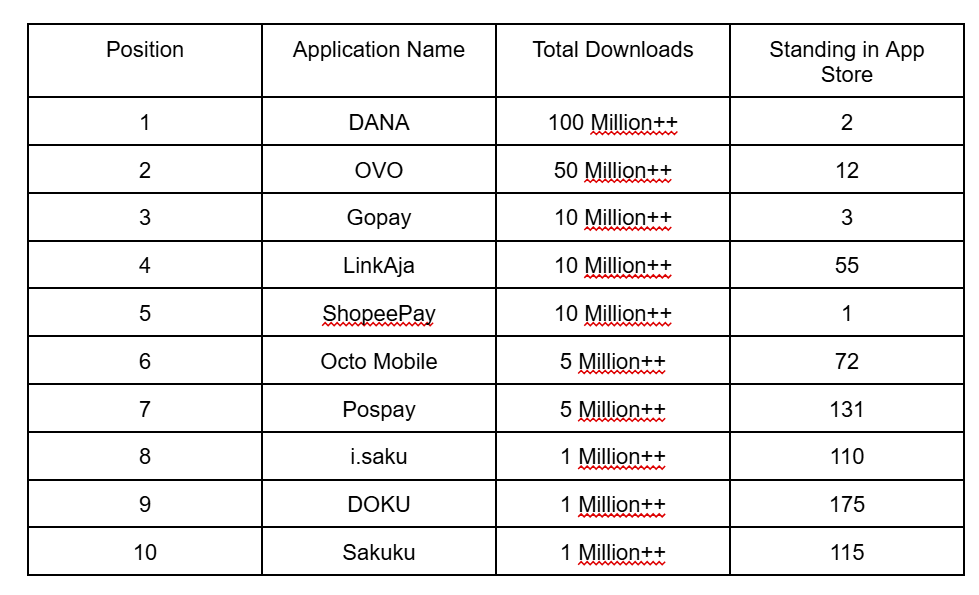 Position Application Name Total Downloads Standing in App
Store
1 DANA 100 Million++ 2
2 OVO 50 Million++ 12
3 Gopay 10 Million++ 3
4 LinkAja 10 Million++ 55
5 ShopeePay 10 Million++ 1
6 Octo Mobile 5 Million++ 72
7 Pospay 5 Million++ 131
8 i.saku 1 Million++ 110
9 DOKU 1 Million++ 175
10 Sakuku 1 Million++ 115